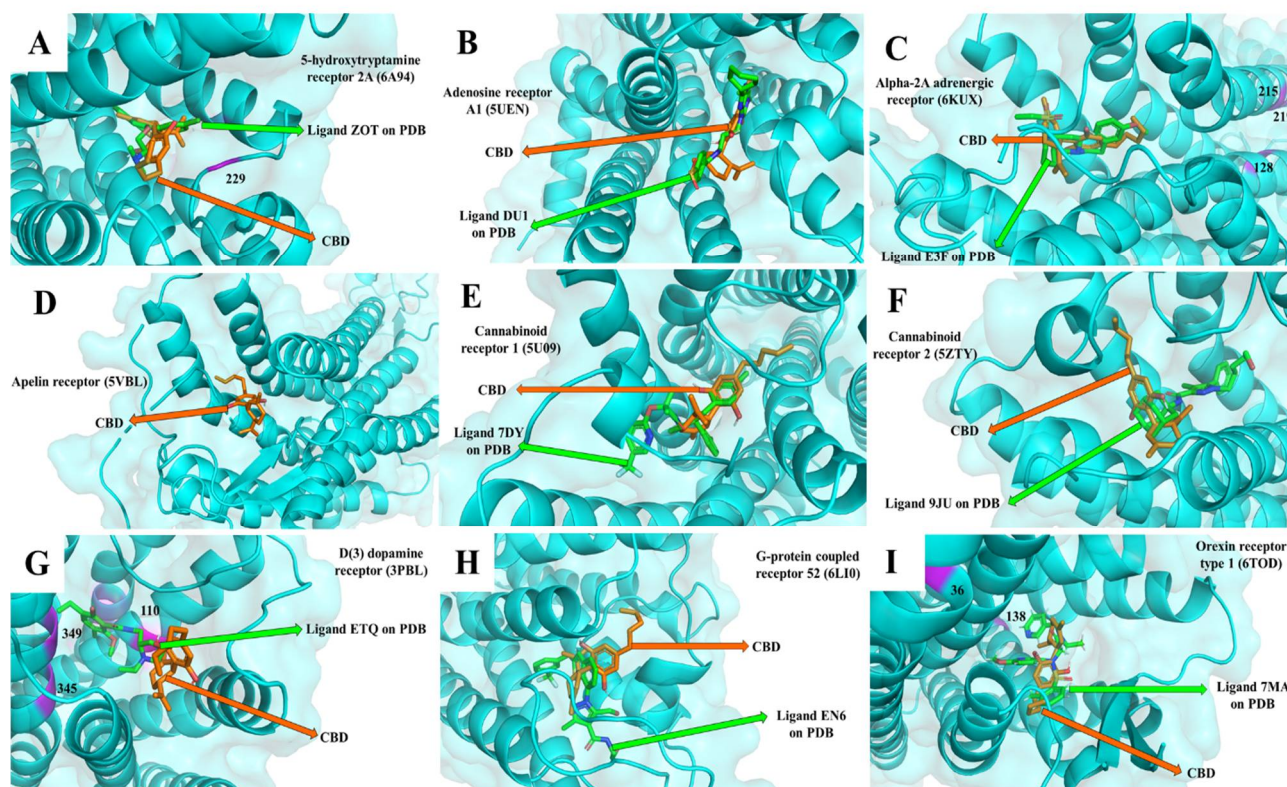 A
5-hydroxytryptamine
receptor 2A (6A94)
Ligand ZOT on PDB
229
CBD
B
Adenosine receptor
A1 (5UEN)
CBD
Ligand DU1
on PDB
C
Alpha-2A adrenergic
receptor (6KUX)
215
219
CBD
128
Ligand E3F on PDB
D
Apelin receptor (5VBL)
CBD
E
Cannabinoid
receptor 1 (5U09)
CBD
Ligand 7DY
on PDB
F
Cannabinoid
receptor 2 (5ZTY)
CBD
Ligand 9JU on PDB
G
D(3) dopamine
receptor (3PBL)
110
349
Ligand ETQ on PDB
345
CBD
H
G-protein coupled
receptor 52 (6LI0)
CBD
Ligand EN6
on PDB
I
Orexin receptor
type 1 (6TOD)
36
138
Ligand 7MA
on PDB
CBD